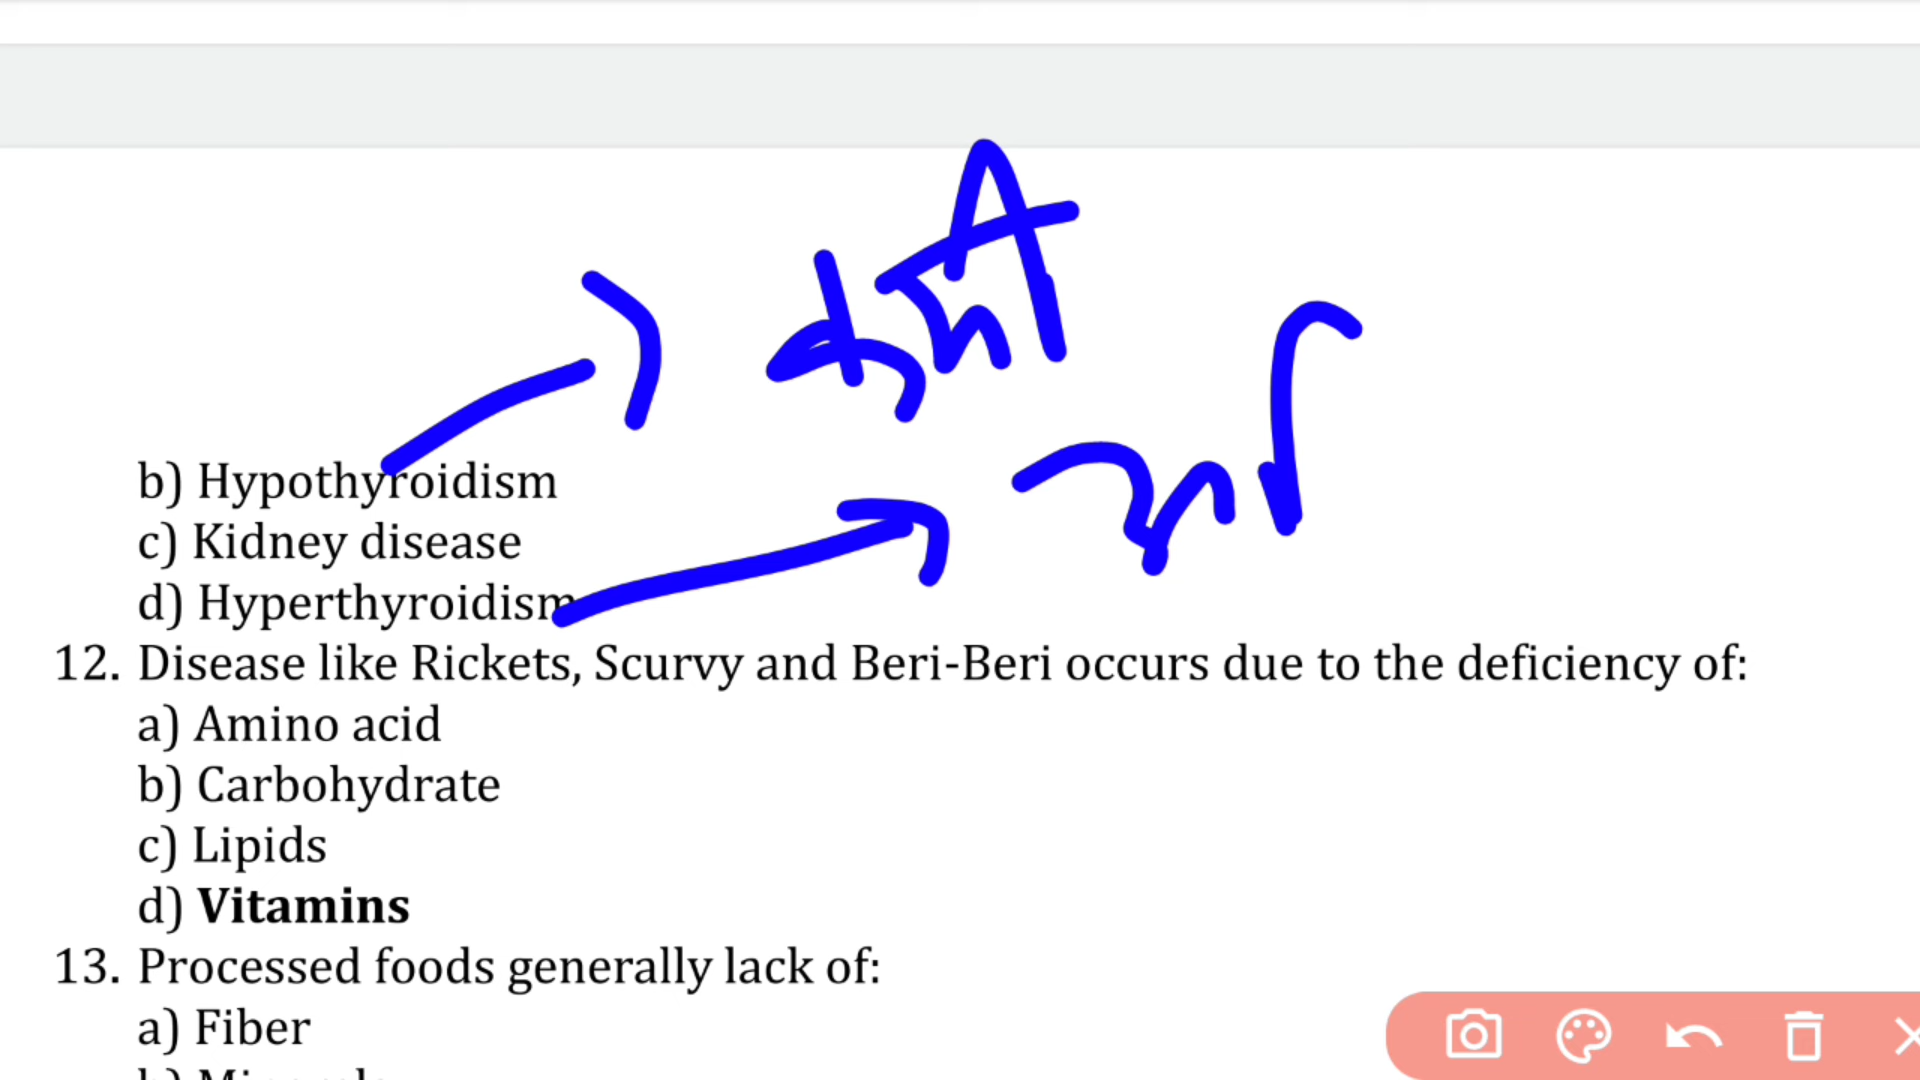 b) Hypothyroidism
c) Kidney disease
d) Hyperthyroidism
12. Disease like Rickets, Scurvy and Beri-Beri occurs due to the deficiency of:
a) Amino acid
b) Carbohydrate
c) Lipids
d) Vitamins
13. Processed foods generally lack of:
a) Fiber